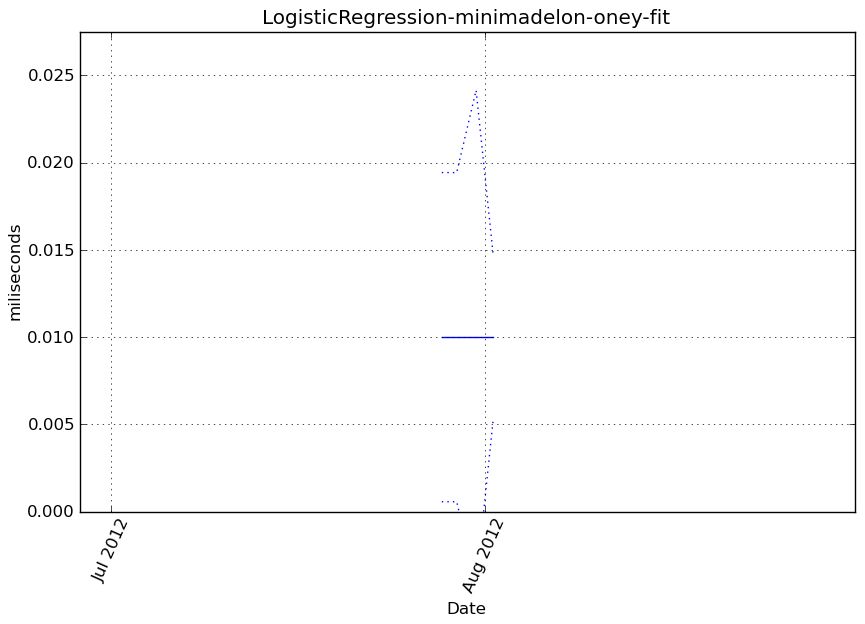 LogisticRegression-minimadelon-oney-fit
0.025
0.020
0.015
0.010
0.005
0.000
miliseconds
Jul 2012
Aug 2012
Date